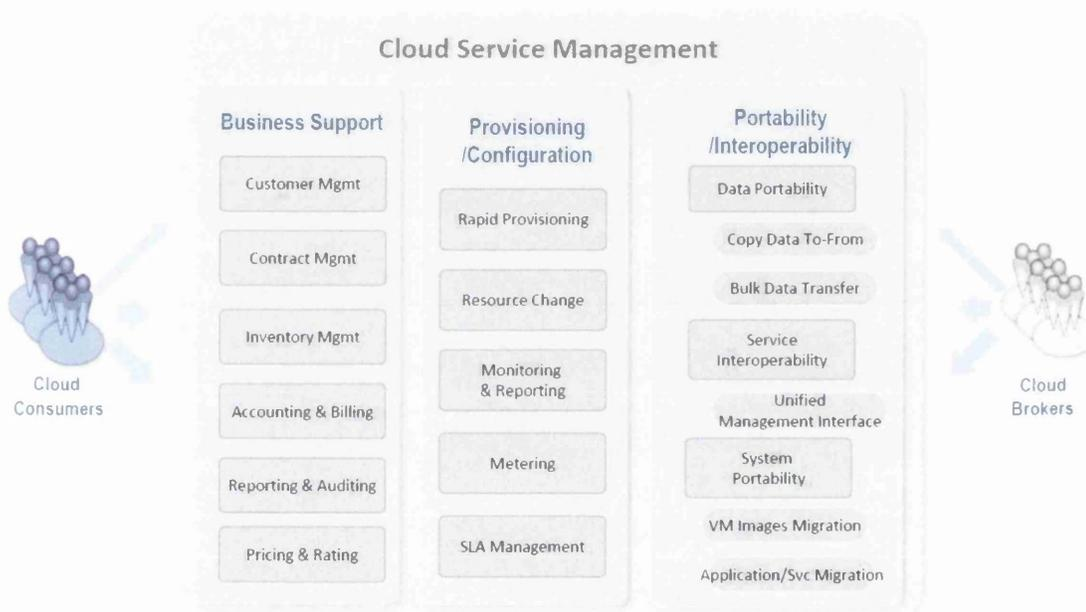 Cloud Service Management
Business Support
Customer Mgmt
Contract Mgmt
Inventory Mgmt
Accounting & Billing
Reporting & Auditing
Pricing & Rating
Provisioning
/Configuration
Rapid Provisioning
Resource Change
Monitoring
& Reporting
Metering
SLA Management
Portability
/Interoperability
Data Portability
Copy Data To-From
Bulk Data Transfer
Service
Interoperability
Unified
Management Interface
System
Portability
VM Images Migration
Application/Svc Migration
Cloud
Consumers
Cloud
Brokers